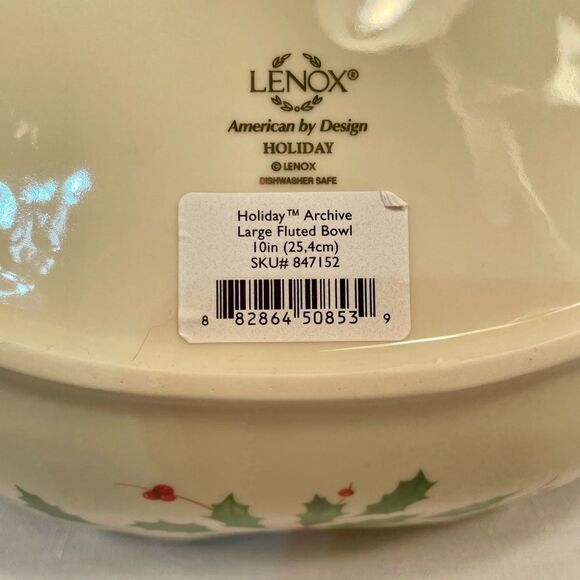 LENOX®
American by Design
HOLIDAY
© LENOX
DISHWASHER SAFE
Holiday™ Archive
Large Fluted Bowl
10in (25,4cm)
SKU# 847152
8 82864 50853 9